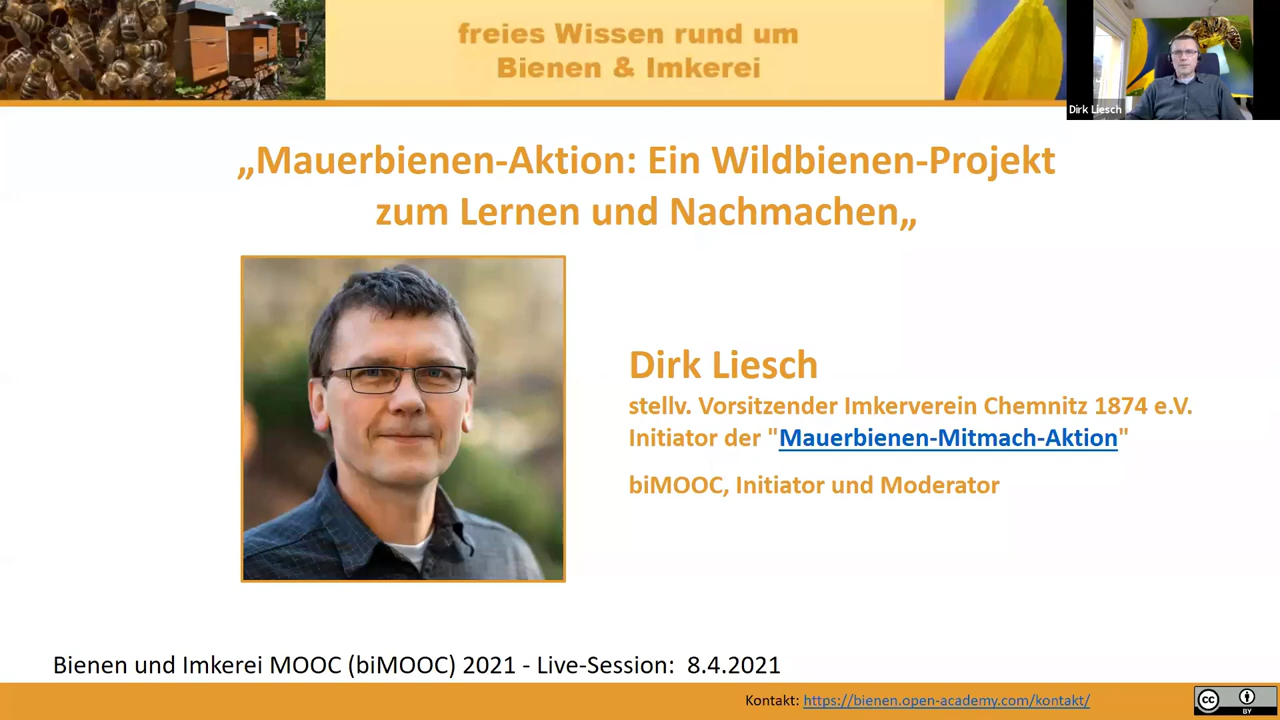 freies Wissen rund um
Bienen & Imkerei
Dirk Liesch
„Mauerbienen-Aktion: Ein Wildbienen-Projekt
zum Lernen und Nachmachen„
Dirk Liesch
stellv. Vorsitzender Imkerverein Chemnitz 1874 e.V.
Initiator der "Mauerbienen-Mitmach-Aktion"
biMOOC, Initiator und Moderator
Bienen und Imkerei MOOC (biMOOC) 2021 - Live-Session: 8.4.2021
Kontakt: https://bienen.open-academy.com/kontakt/
cc
BY